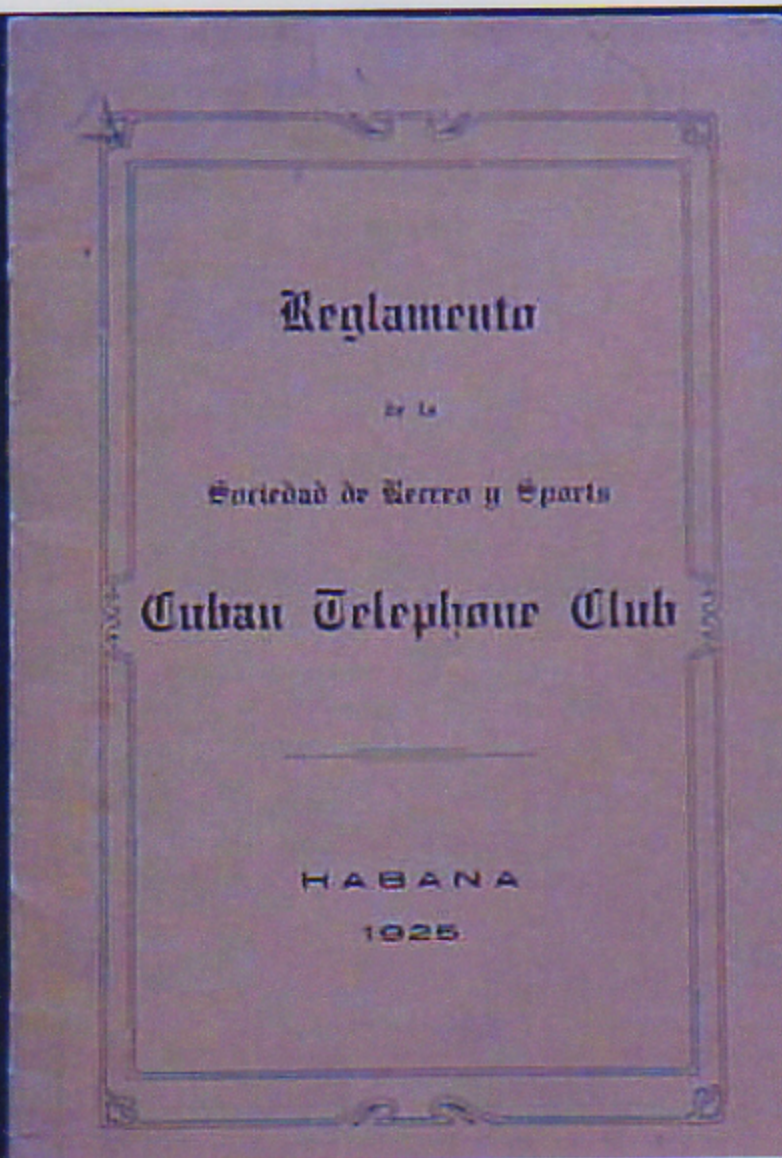 Reglamento
de la
Sociedad de Recreo y Sports
Cuban Telephone Club
HABANA
1925